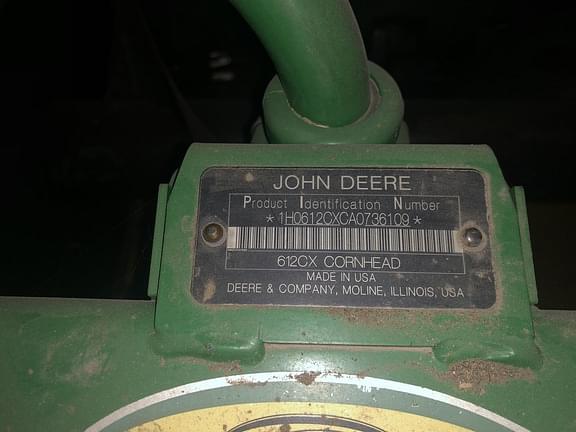 JOHN DEERE
Product Identification Number
*1H0612CXCA0736109*
612CX CORNHEAD
MADE IN USA
DEERE & COMPANY, MOLINE, ILLINOIS, USA